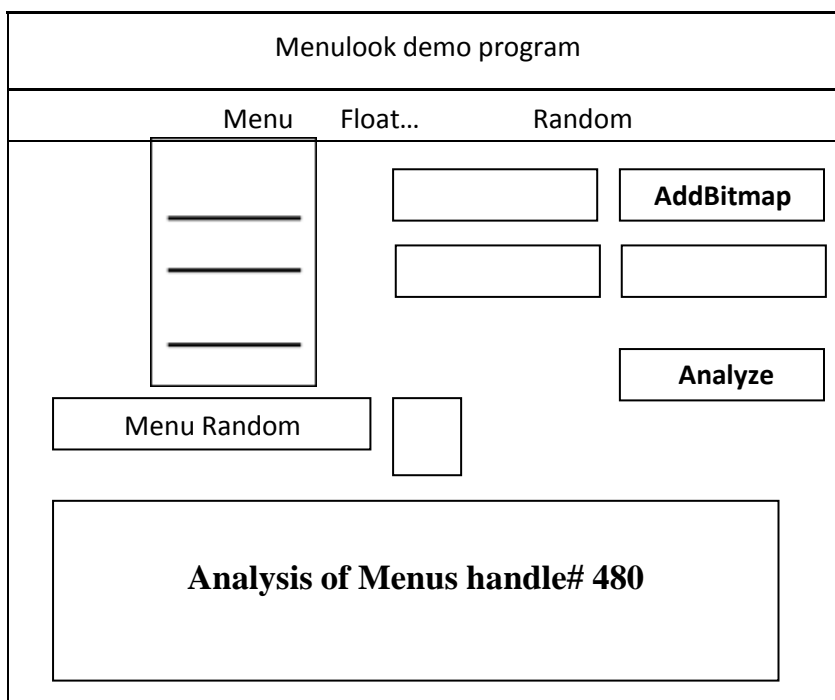 Menulook demo program
Menu Float... Random
AddBitmap
Analyze
Menu Random
Analysis of Menus handle# 480